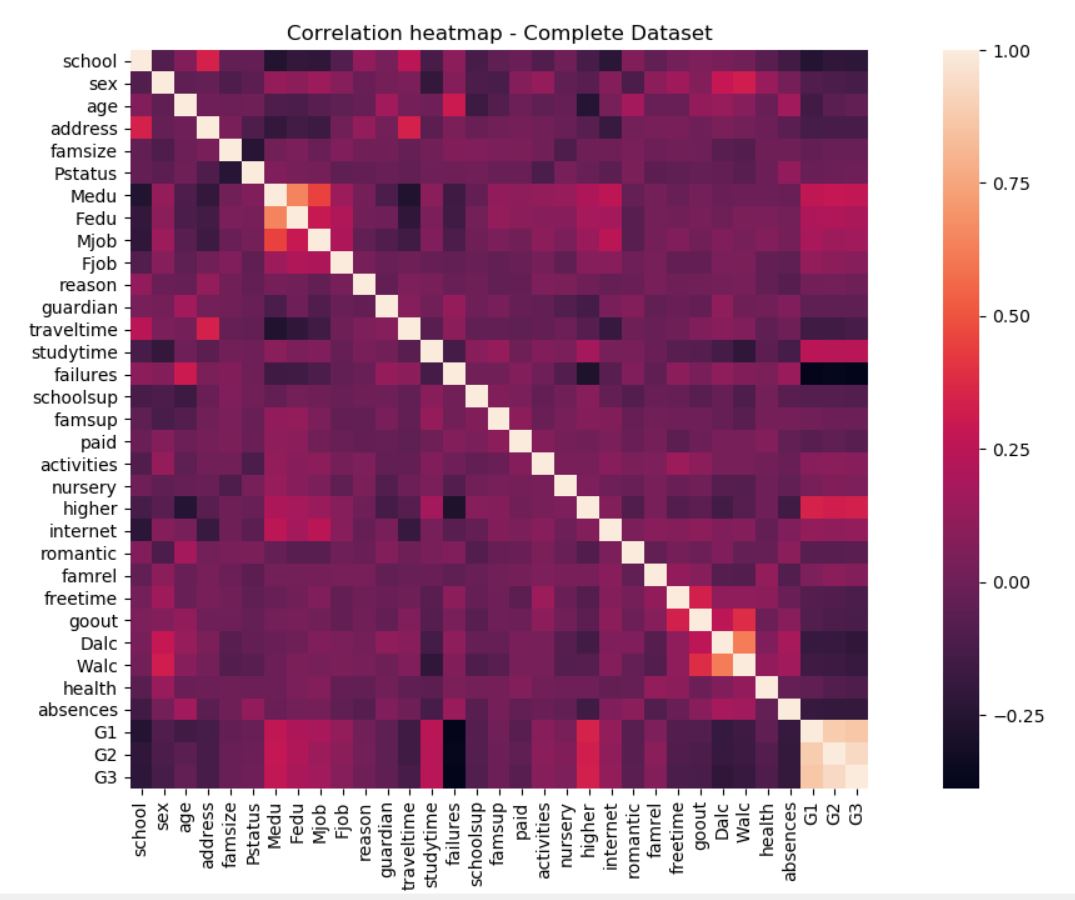 Correlation heatmap - Complete Dataset
school
sex
age
address
famsize
Pstatus
Medu
Fedu
Mjob
Fjob
reason
guardian
traveltime
studytime
failures
schoolsup
famsup
paid
activities
nursery
higher
internet
romantic
famrel
freetime
goout
Dalc
Walc
health
absences
G1
G2
G3
school
sex
age
address
famsize
Pstatus
Medu
Fedu
Mjob
Fjob
reason
guardian
traveltime
studytime
failures
schoolsup
famsup
paid
activities
nursery
higher
internet
romantic
famrel
freetime
goout
Dalc
Walc
health
absences
G1
G2
G3
1.00
0.75
0.50
0.25
0.00
−0.25